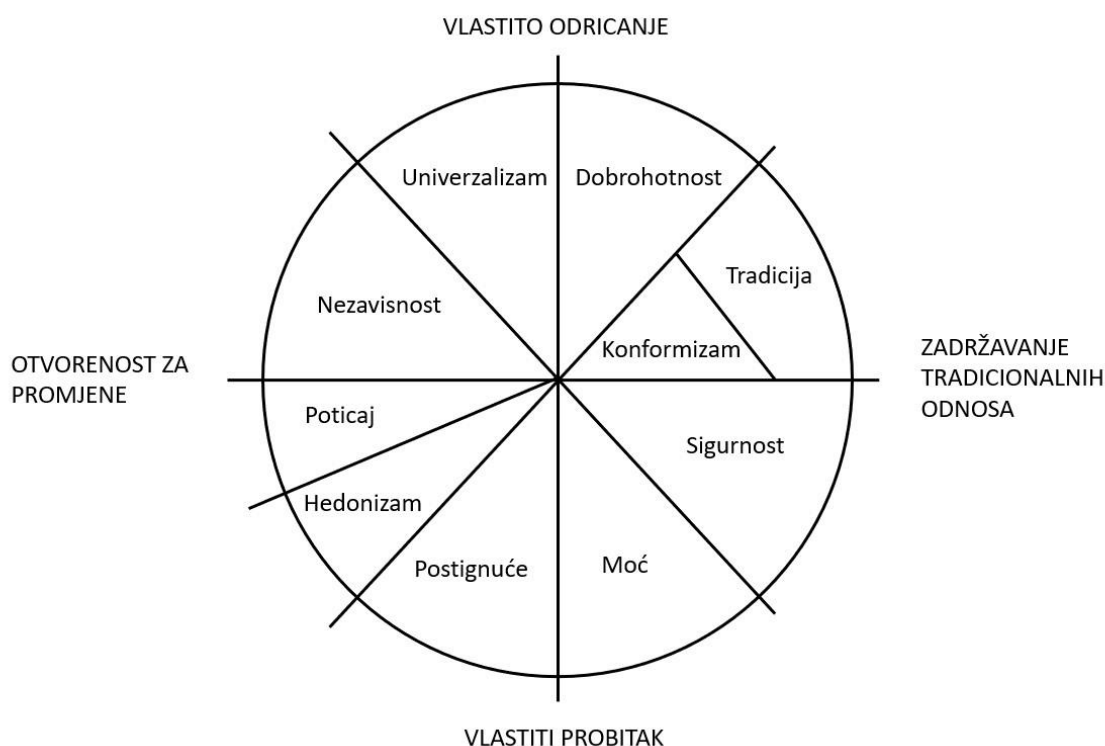 VLASTITO ODRICANJE
Univerzalizam
Dobrohotnost
Tradicija
Nezavisnost
Konformizam
OTVORENOST ZA
PROMJENE
ZADRŽAVANJE
TRADICIONALNIH
ODNOSA
Poticaj
Sigurnost
Hedonizam
Postignuće
Moć
VLASTITI PROBITAK